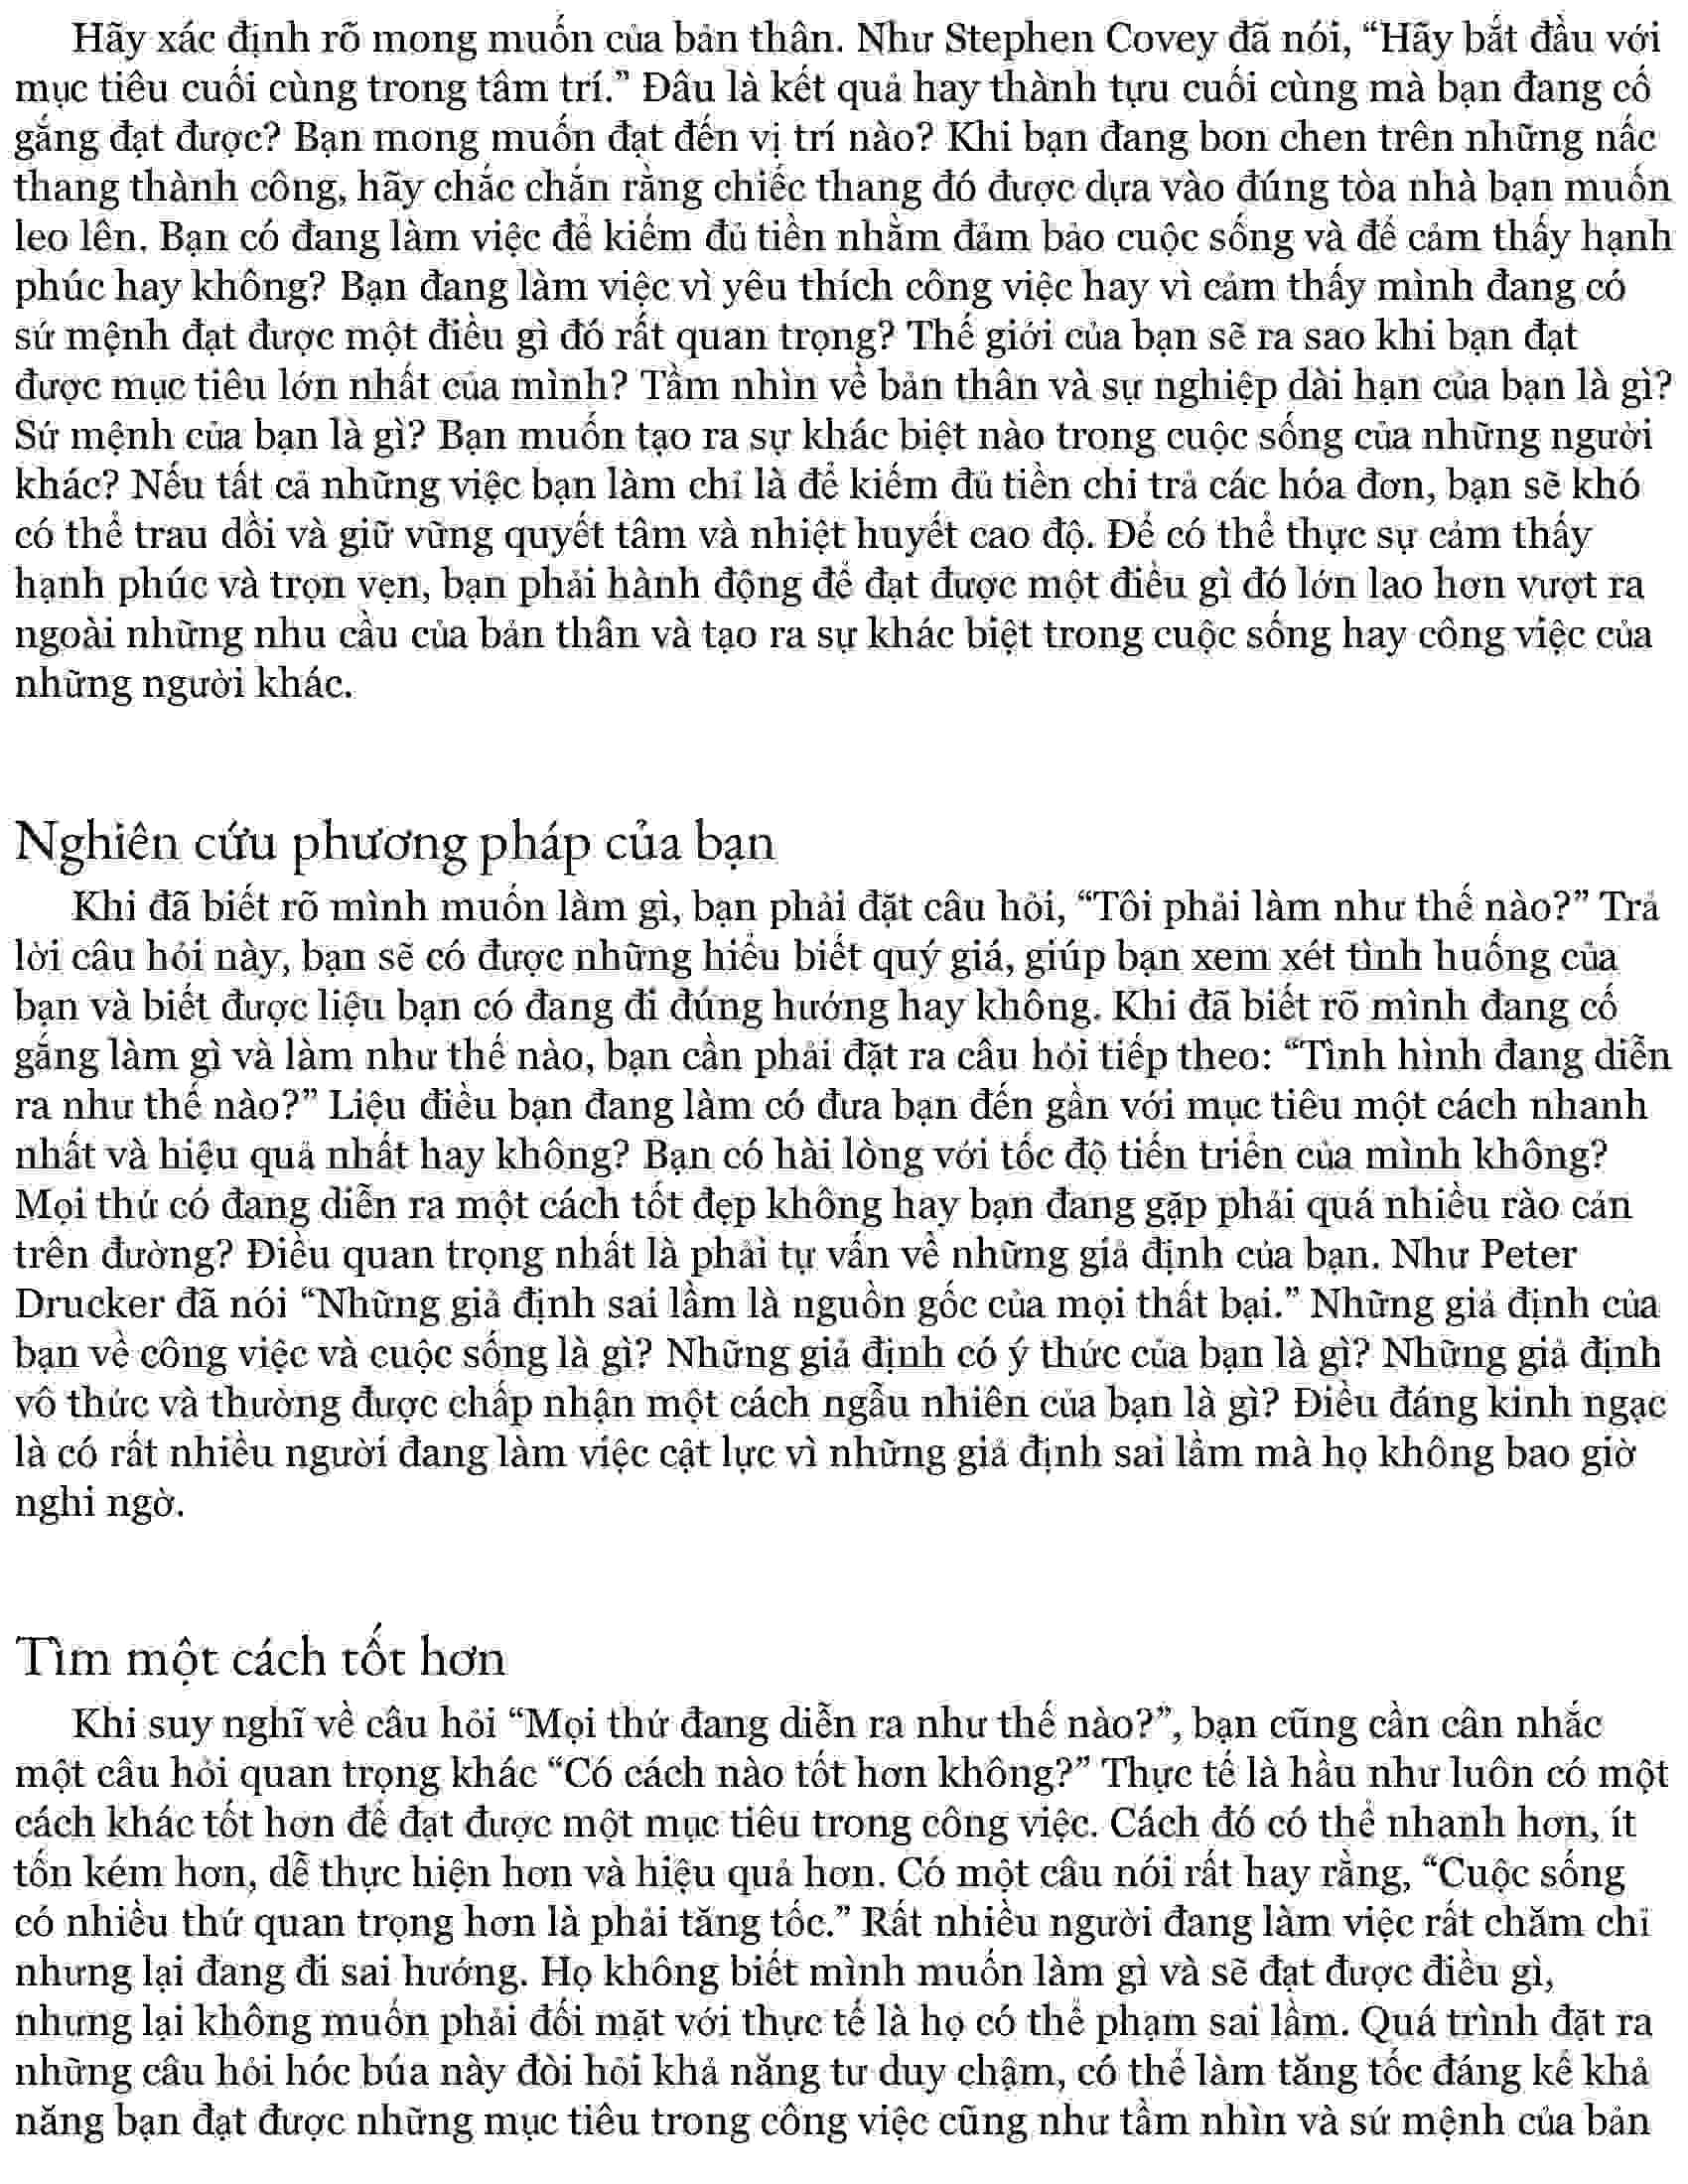 Hãy xác định rõ mong muốn của bản thân. Như Stephen Covey đã nói, “Hãy bắt đầu với
mục tiêu cuối cùng trong tâm trí.” Đâu là kết quả hay thành tựu cuối cùng mà bạn đang cố
gắng đạt được? Bạn mong muốn đạt đến vị trí nào? Khi bạn đang bon chen trên những nấc
thang thành công, hãy chắc chắn rằng chiếc thang đó được dựa vào đúng tòa nhà bạn muốn
leo lên. Bạn có đang làm việc để kiếm đủ tiền nhằm đảm bảo cuộc sống và để cảm thấy hạnh
phúc hay không? Bạn đang làm việc vì yêu thích công việc hay vì cảm thấy mình đang có
sứ mệnh đạt được một điều gì đó rất quan trọng? Thế giới của bạn sẽ ra sao khi bạn đạt
được mục tiêu lớn nhất của mình? Tầm nhìn về bản thân và sự nghiệp dài hạn của bạn là gì?
Sứ mệnh của bạn là gì? Bạn muốn tạo ra sự khác biệt nào trong cuộc sống của những người
khác? Nếu tất cả những việc bạn làm chỉ là để kiếm đủ tiền chi trả các hóa đơn, bạn sẽ khó
có thể trau dồi và giữ vững quyết tâm và nhiệt huyết cao độ. Để có thể thực sự cảm thấy
hạnh phúc và trọn vẹn, bạn phải hành động để đạt được một điều gì đó lớn lao hơn vượt ra
ngoài những nhu cầu của bản thân và tạo ra sự khác biệt trong cuộc sống hay công việc của
những người khác.
Nghiên cứu phương pháp của bạn
Khi đã biết rõ mình muốn làm gì, bạn phải đặt câu hỏi, “Tôi phải làm như thế nào?” Trả
lời câu hỏi này, bạn sẽ có được những hiểu biết quý giá, giúp bạn xem xét tình huống của
bạn và biết được liệu bạn có đang đi đúng hướng hay không. Khi đã biết rõ mình đang cố
gắng làm gì và làm như thế nào, bạn cần phải đặt ra câu hỏi tiếp theo: “Tình hình đang diễn
ra như thế nào?” Liệu điều bạn đang làm có đưa bạn đến gần với mục tiêu một cách nhanh
nhất và hiệu quả nhất hay không? Bạn có hài lòng với tốc độ tiến triển của mình không?
Mọi thứ có đang diễn ra một cách tốt đẹp không hay bạn đang gặp phải quá nhiều rào cản
trên đường? Điều quan trọng nhất là phải tự vấn về những giả định của bạn. Như Peter
Drucker đã nói “Những giả định sai lầm là nguồn gốc của mọi thất bại.” Những giả định của
bạn về công việc và cuộc sống là gì? Những giả định có ý thức của bạn là gì? Những giả định
vô thức và thường được chấp nhận một cách ngẫu nhiên của bạn là gì? Điều đáng kinh ngạc
là có rất nhiều người đang làm việc cật lực vì những giả định sai lầm mà họ không bao giờ
nghi ngờ.
Tìm một cách tốt hơn
Khi suy nghĩ về câu hỏi “Mọi thứ đang diễn ra như thế nào?”, bạn cũng cần cân nhắc
một câu hỏi quan trọng khác “Có cách nào tốt hơn không?” Thực tế là hầu như luôn có một
cách khác tốt hơn để đạt được một mục tiêu trong công việc. Cách đó có thể nhanh hơn, ít
tốn kém hơn, dễ thực hiện hơn và hiệu quả hơn. Có một câu nói rất hay rằng, “Cuộc sống
có nhiều thứ quan trọng hơn là phải tăng tốc.” Rất nhiều người đang làm việc rất chăm chỉ
nhưng lại đang đi sai hướng. Họ không biết mình muốn làm gì và sẽ đạt được điều gì,
nhưng lại không muốn phải đối mặt với thực tế là họ có thể phạm sai lầm. Quá trình đặt ra
những câu hỏi hóc búa này đòi hỏi khả năng tư duy chậm, có thể làm tăng tốc đáng kể khả
năng bạn đạt được những mục tiêu trong công việc cũng như tầm nhìn và sứ mệnh của bản